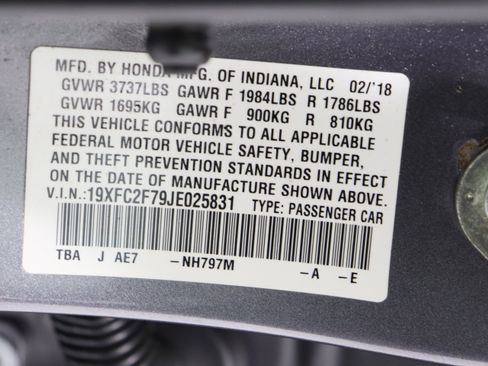 MFD. BY HONDA MFG. OF INDIANA, LLC 02/'18
GVWR 3737LBS GAWR F 1984LBS R 1786LBS
GVWR 1695KG GAWR F 900KG R 810KG
THIS VEHICLE CONFORMS TO ALL APPLICABLE
FEDERAL MOTOR VEHICLE SAFETY, BUMPER,
AND THEFT PREVENTION STANDARDS IN EFFECT
ON THE DATE OF MANUFACTURE SHOWN ABOVE.
V.I.N.:19XFC2F79JE025831 TYPE: PASSENGER CAR
TBA J AE7 -NH797M -A -E